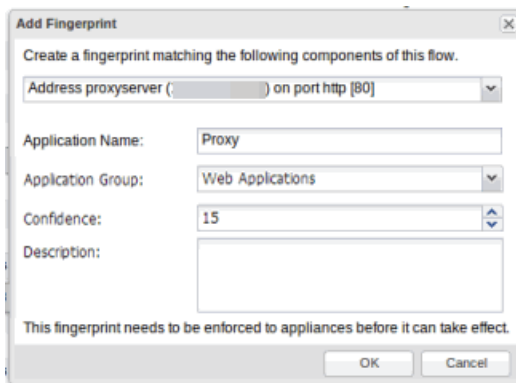 Add Fingerprint
Create a fingerprint matching the following components of this flow.
Address proxyserver ( ) on port http [80]
Application Name: Proxy
Application Group: Web Applications
Confidence: 15
Description:
This fingerprint needs to be enforced to appliances before it can take effect.
OK Cancel